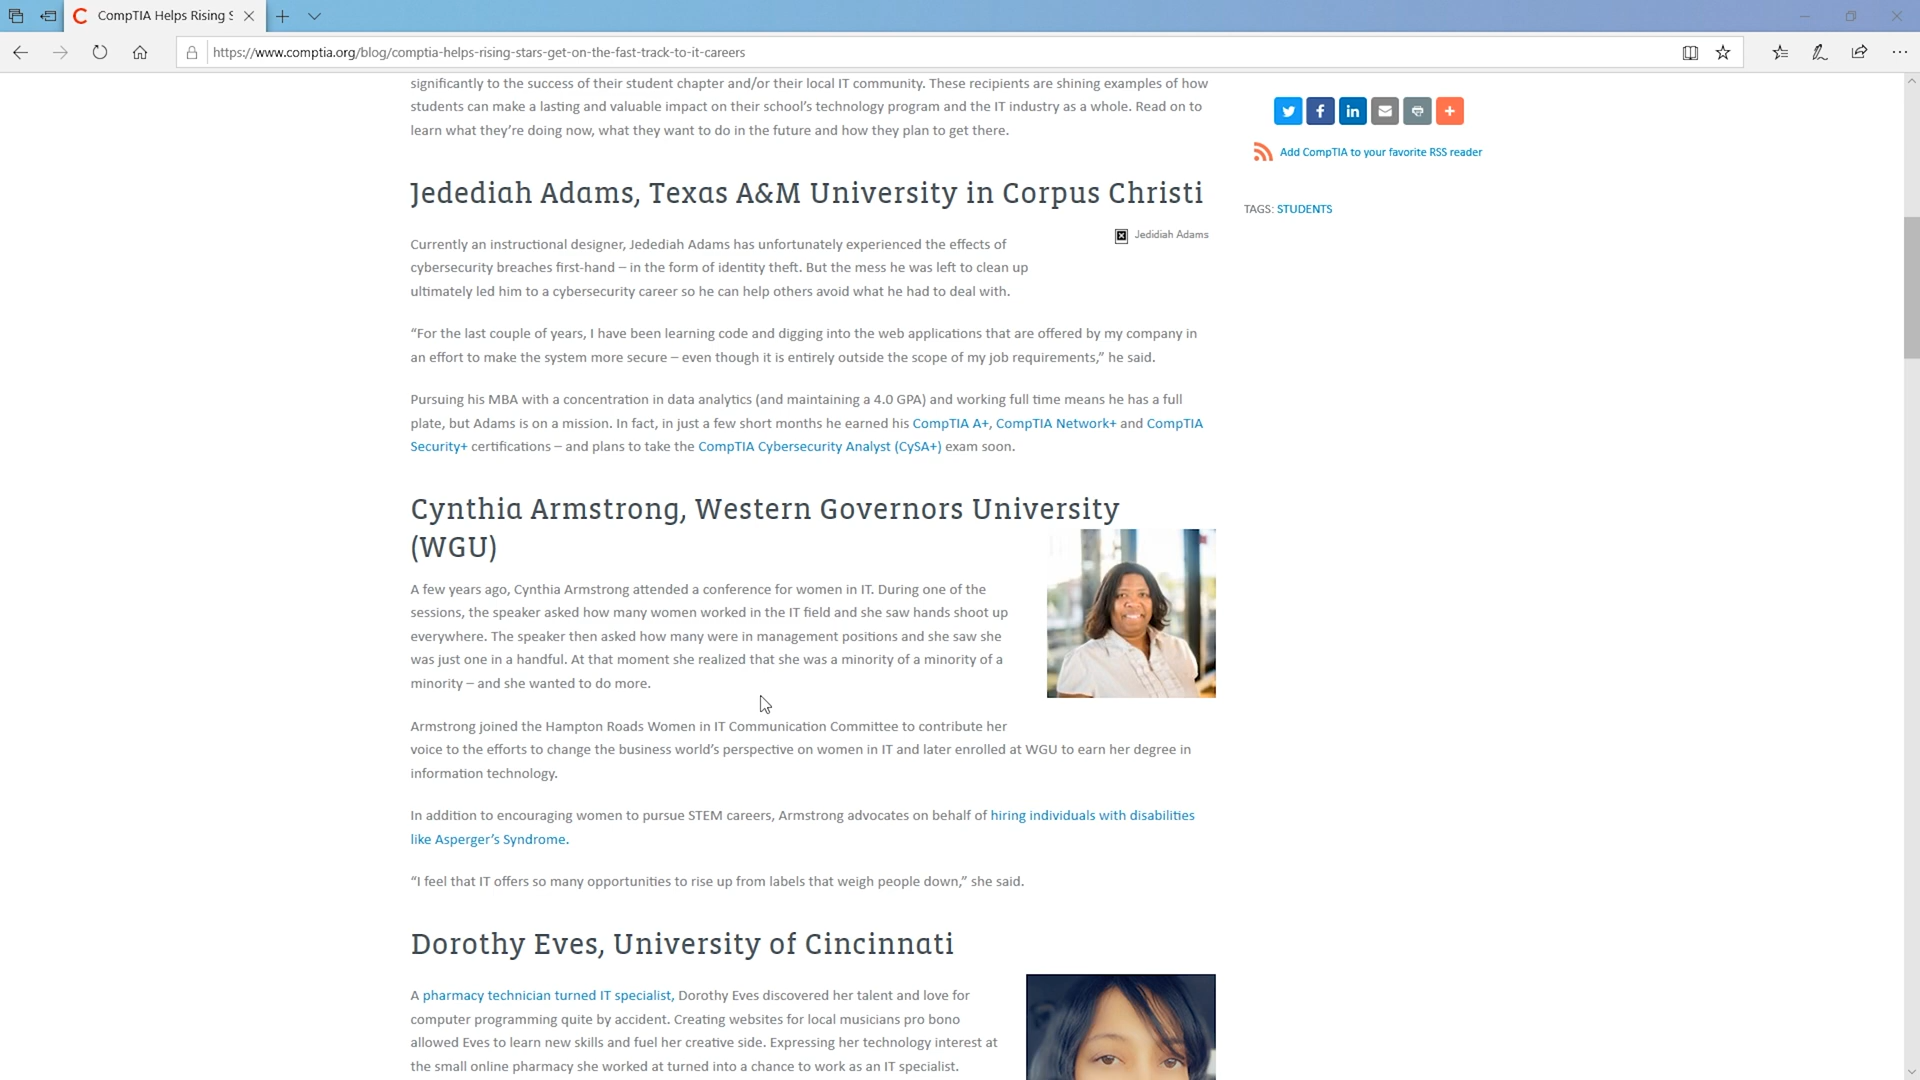 CompTIA Helps Rising S
https://www.comptia.org/blog/comptia-helps-rising-stars-get-on-the-fast-track-to-it-careers
significantly to the success of their student chapter and/or their local IT community. These recipients are shining examples of how
students can make a lasting and valuable impact on their school’s technology program and the IT industry as a whole. Read on to
learn what they’re doing now, what they want to do in the future and how they plan to get there.
Add CompTIA to your favorite RSS reader
TAGS: STUDENTS
Jedediah Adams, Texas A&M University in Corpus Christi
Jedidiah Adams
Currently an instructional designer, Jedediah Adams has unfortunately experienced the effects of
cybersecurity breaches first-hand – in the form of identity theft. But the mess he was left to clean up
ultimately led him to a cybersecurity career so he can help others avoid what he had to deal with.
“For the last couple of years, I have been learning code and digging into the web applications that are offered by my company in
an effort to make the system more secure – even though it is entirely outside the scope of my job requirements,” he said.
Pursuing his MBA with a concentration in data analytics (and maintaining a 4.0 GPA) and working full time means he has a full
plate, but Adams is on a mission. In fact, in just a few short months he earned his CompTIA A+, CompTIA Network+ and CompTIA
Security+ certifications – and plans to take the CompTIA Cybersecurity Analyst (CySA+) exam soon.
Cynthia Armstrong, Western Governors University
(WGU)
A few years ago, Cynthia Armstrong attended a conference for women in IT. During one of the
sessions, the speaker asked how many women worked in the IT field and she saw hands shoot up
everywhere. The speaker then asked how many were in management positions and she saw she
was just one in a handful. At that moment she realized that she was a minority of a minority of a
minority – and she wanted to do more.
Armstrong joined the Hampton Roads Women in IT Communication Committee to contribute her
voice to the efforts to change the business world’s perspective on women in IT and later enrolled at WGU to earn her degree in
information technology.
In addition to encouraging women to pursue STEM careers, Armstrong advocates on behalf of hiring individuals with disabilities
like Asperger’s Syndrome.
“I feel that IT offers so many opportunities to rise up from labels that weigh people down,” she said.
Dorothy Eves, University of Cincinnati
A pharmacy technician turned IT specialist, Dorothy Eves discovered her talent and love for
computer programming quite by accident. Creating websites for local musicians pro bono
allowed Eves to learn new skills and fuel her creative side. Expressing her technology interest at
the small online pharmacy she worked at turned into a chance to work as an IT specialist.